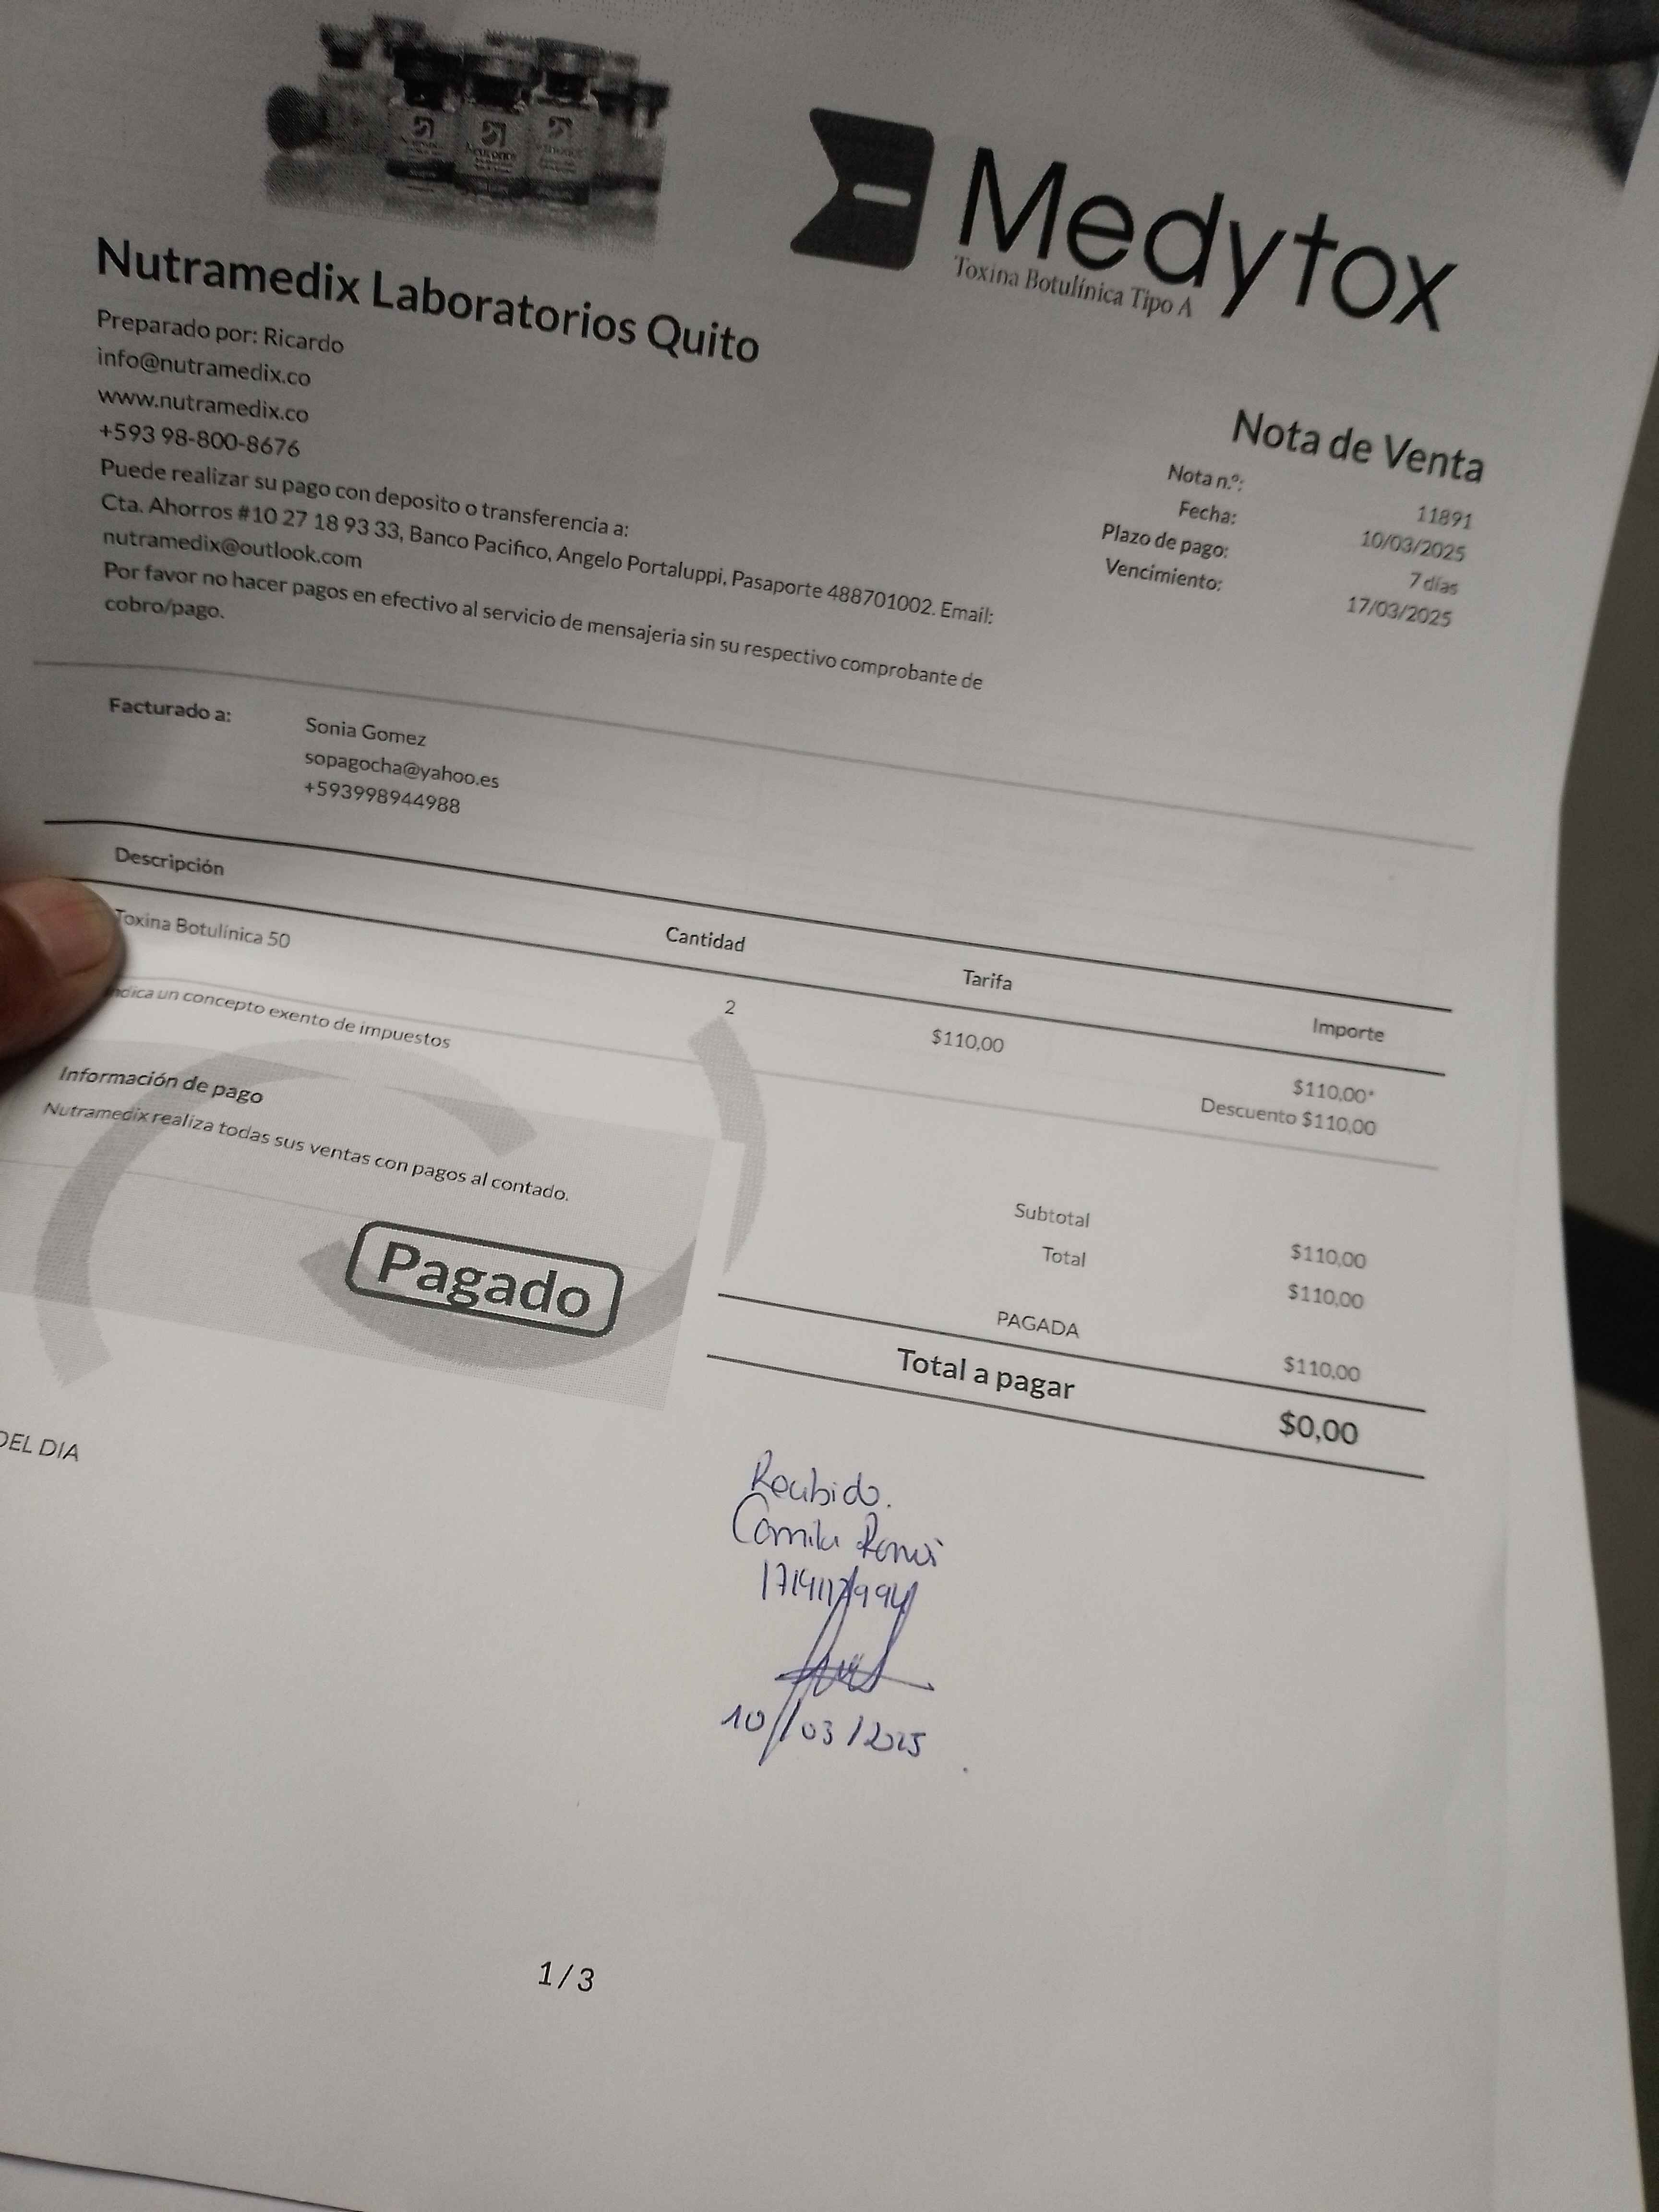 Medytox
Toxina Botulínica Tipo A
Nutramedix Laboratorios Quito
Preparado por: Ricardo
info@nutramedix.co
www.nutramedix.co
+593 98-800-8676
Puede realizar su pago con deposito o transferencia a:
Cta. Ahorros #10 27 18 93 33, Banco Pacifico, Angelo Portaluppi, Pasaporte 488701002. Email:
nutramedix@outlook.com
Por favor no hacer pagos en efectivo al servicio de mensajeria sin su respectivo comprobante de
cobro/pago.
Nota de Venta
Nota n.º: 11891
Fecha: 10/03/2025
Plazo de pago: 7 días
Vencimiento: 17/03/2025
Facturado a: Sonia Gomez
sopagocha@yahoo.es
+593998944988
Descripción Cantidad Tarifa Importe
Toxina Botulínica 50 2 $110,00 $110,00*
Descuento $110,00
indica un concepto exento de impuestos
Información de pago
Nutramedix realiza todas sus ventas con pagos al contado.
Pagado
Subtotal $110,00
Total $110,00
PAGADA $110,00
Total a pagar $0,00
DEL DIA
Recibido.
Camila
10/03/2025
1/3